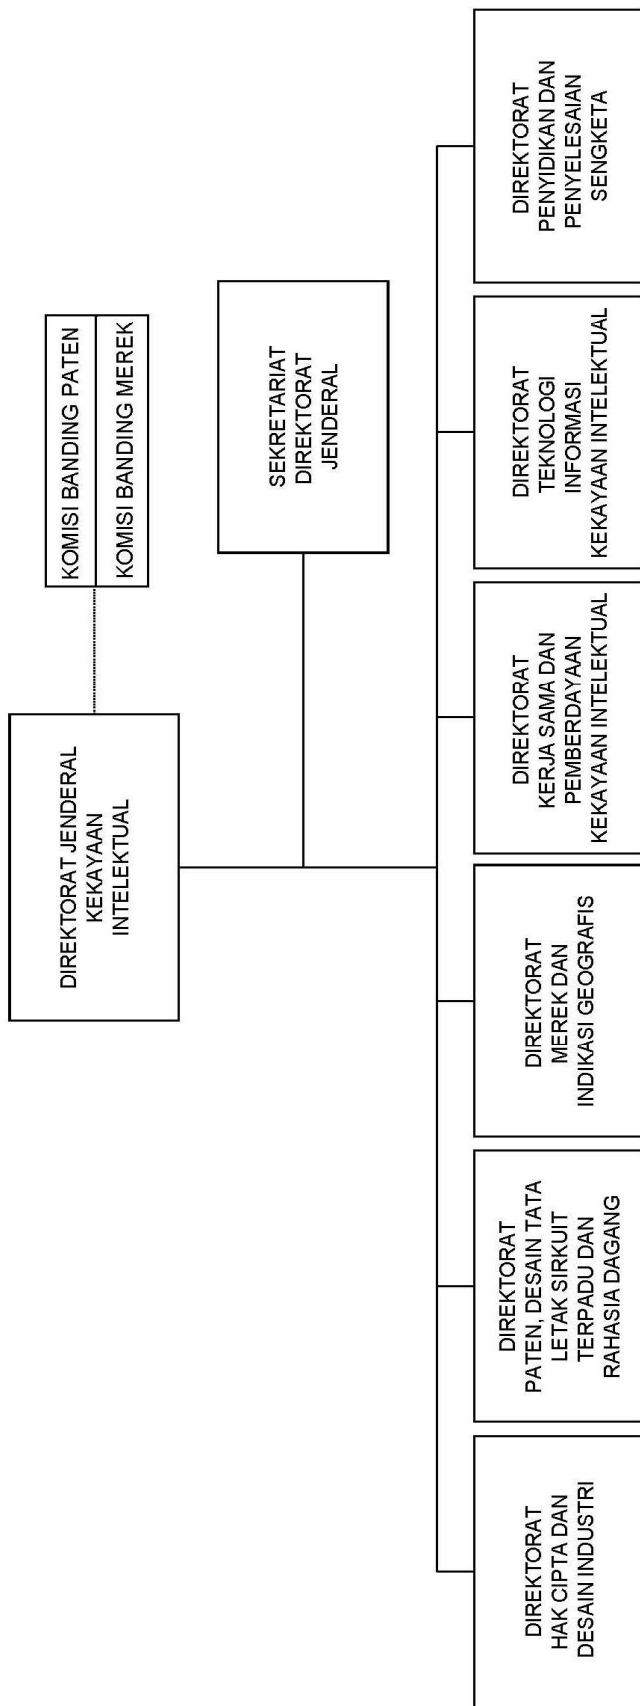 DIREKTORAT JENDERAL
KEKAYAAN
INTELEKTUAL
KOMISI BANDING PATEN
KOMISI BANDING MEREK
SEKRETARIAT
DIREKTORAT
JENDERAL
DIREKTORAT
HAK CIPTA DAN
DESAIN INDUSTRI
DIREKTORAT
PATEN, DESAIN TATA
LETAK SIRKUIT
TERPADU DAN
RAHASIA DAGANG
DIREKTORAT
MEREK DAN
INDIKASI GEOGRAFIS
DIREKTORAT
KERJA SAMA DAN
PEMBERDAYAAN
KEKAYAAN INTELEKTUAL
DIREKTORAT
TEKNOLOGI
INFORMASI
KEKAYAAN INTELEKTUAL
DIREKTORAT
PENYIDIKAN DAN
PENYELESAIAN
SENGKETA